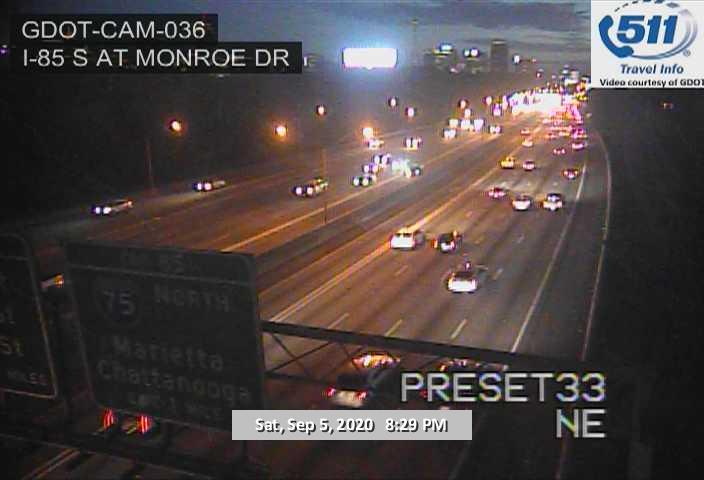 GDOT-CAM-036
I-85 S AT MONROE DR
511
Travel Info
Video courtesy of GDOT
75 NORTH
Marietta
Chattanooga
MILES
PRESET33
NE
Sat, Sep 5, 2020 8:29 PM